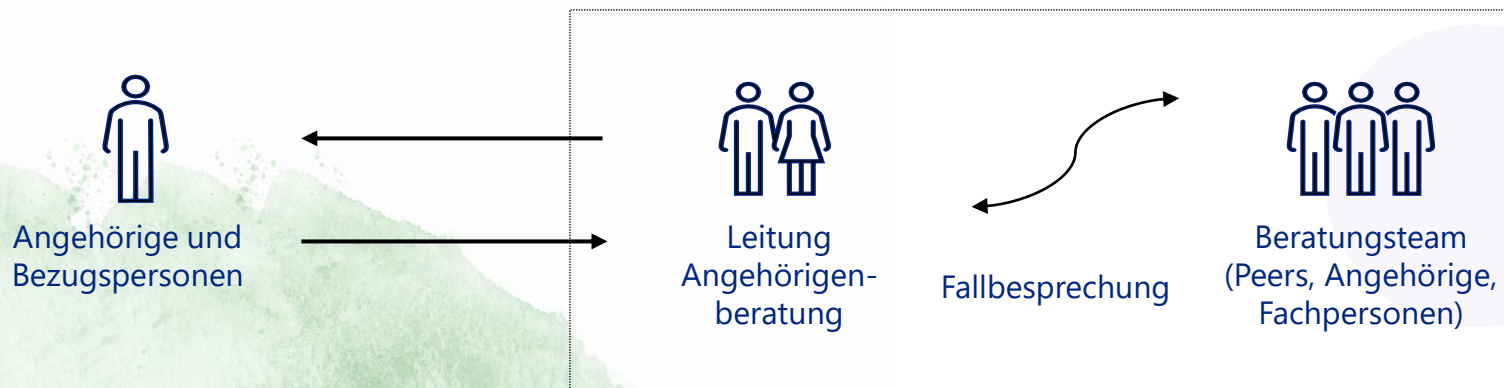 Angehörige und
Bezugspersonen
Leitung
Angehörigen-
beratung
Fallbesprechung
Beratungsteam
(Peers, Angehörige,
Fachpersonen)